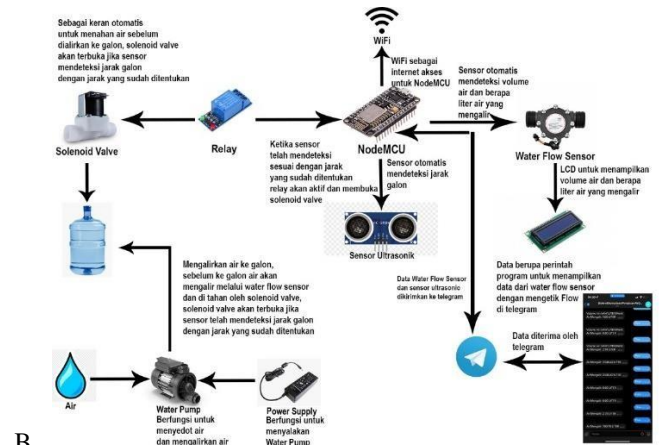 Sebagai keran otomatis
untuk menahan air sebelum
dialirkan ke galon, solenoid valve
akan terbuka jika sensor
mendeteksi jarak galon
dengan jarak yang sudah ditentukan
Solenoid Valve
Relay
WiFi
WiFi sebagai
internet akses
untuk NodeMCU
NodeMCU
Sensor otomatis
mendeteksi volume
air dan berapa
liter air yang
mengalir
Water Flow Sensor
Ketika sensor
telah mendeteksi
sesuai dengan jarak
yang sudah ditentukan
relay akan aktif dan membuka
solenoid valve
Sensor otomatis
mendeteksi jarak
galon
Sensor Ultrasonik
LCD untuk menampilkan
volume air dan berapa
liter air yang mengalir
Mengalirkan air ke galon,
sebelum ke galon air akan
mengalir melalui water flow sensor
dan di tahan oleh solenoid valve,
solenoid valve akan terbuka jika
sensor telah mendeteksi jarak galon
dengan jarak yang sudah ditentukan
Data Water Flow Sensor
dan sensor ultrasonic
dikirimkan ke telegram
Data berupa perintah
program untuk menampilkan
data dari water flow sensor
dengan mengetik Flow
di telegram
Data diterima oleh
telegram
Air
Water Pump
Berfungsi untuk
menyedot air
dan mengalirkan air
Power Supply
Berfungsi untuk
menyalakan
Water Pump
B